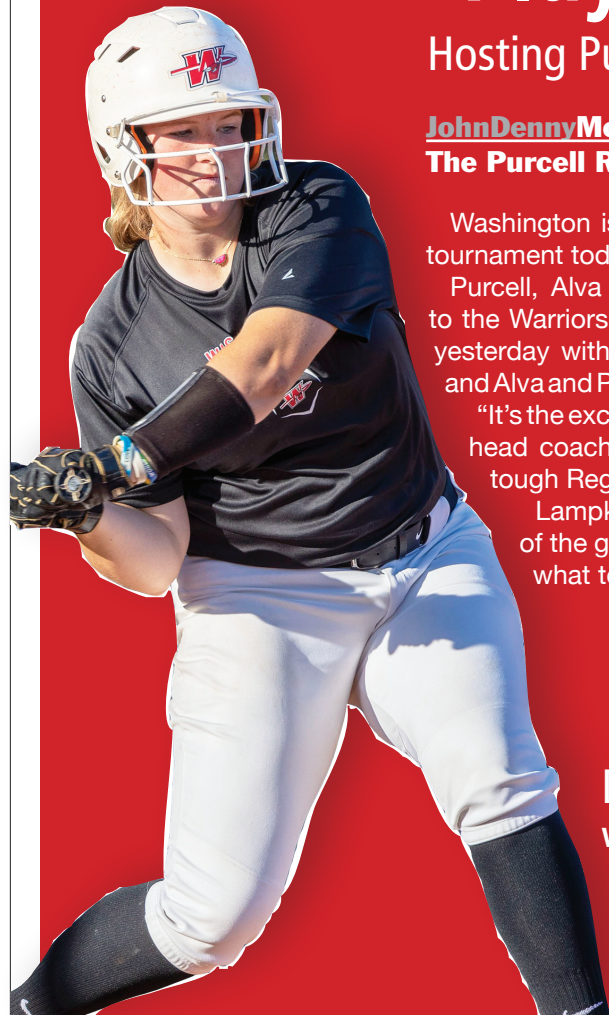 Hosting Pu
JohnDennyMo
The Purcell R
Washington is
tournament tod
Purcell, Alva
to the Warriors
yesterday with
and Alva and P
“It’s the exc
head coach
tough Reg
Lampk
of the g
what to
W